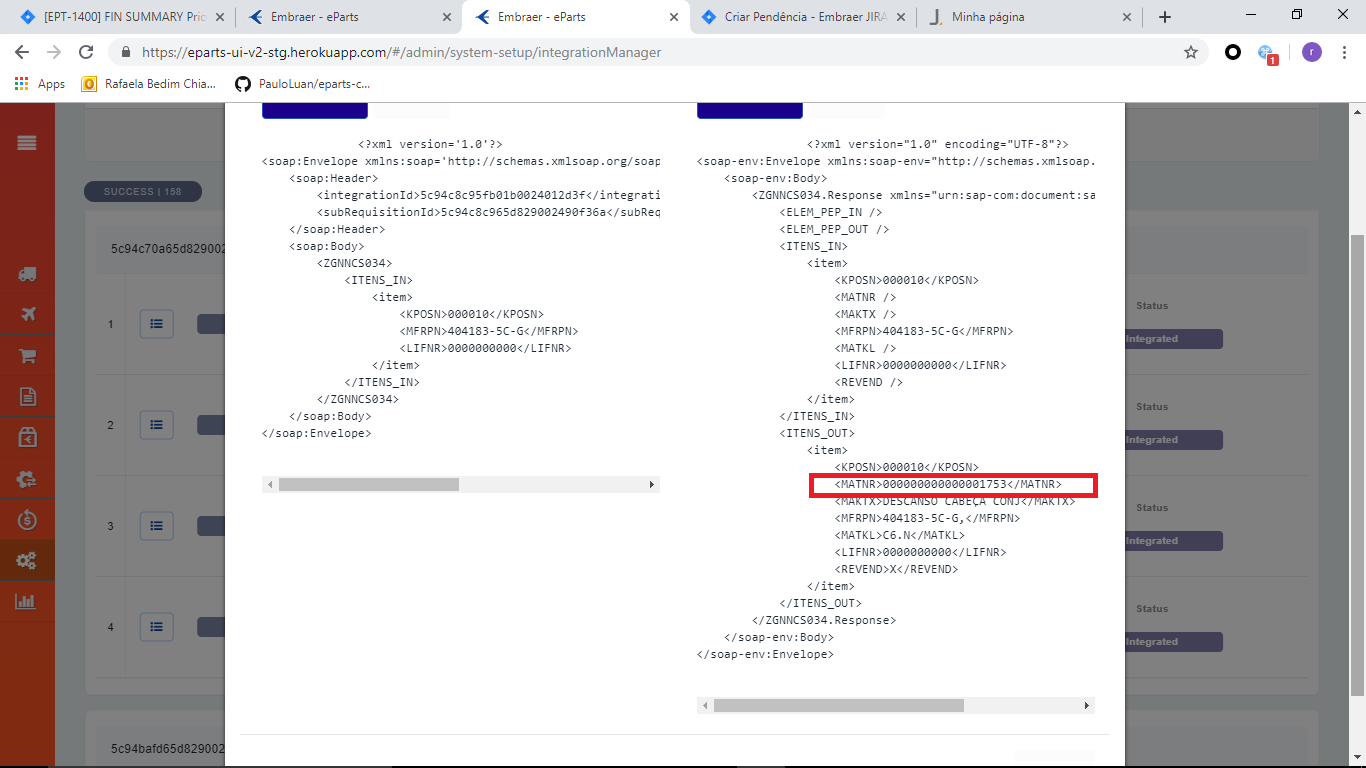 [EPT-1400] FIN SUMMARY Pric
Embraer - eParts
Embraer - eParts
Criar Pendência - Embraer JIRA
Minha página
https://eparts-ui-v2-stg.herokuapp.com/#/admin/system-setup/integrationManager
r
1
Apps
Rafaela Bedim Chia...
PauloLuan/eparts-c...
SUCCESS | 158
5c94c70a65d829002
1
2
3
4
5c94bafd65d829002
<?xml version='1.0'?>
<soap:Envelope xmlns:soap='http://schemas.xmlsoap.org/soap
<soap:Header>
<integrationId>5c94c8c95fb01b0024012d3f</integrati
<subRequisitionId>5c94c8c965d829002490f36a</subReq
</soap:Header>
<soap:Body>
<ZGNNCS034>
<ITENS_IN>
<item>
<KPOSN>000010</KPOSN>
<MFRPN>404183-5C-G</MFRPN>
<LIFNR>0000000000</LIFNR>
</item>
</ITENS_IN>
</ZGNNCS034>
</soap:Body>
</soap:Envelope>
<?xml version="1.0" encoding="UTF-8"?>
<soap-env:Envelope xmlns:soap-env="http://schemas.xmlsoap.
<soap-env:Body>
<ZGNNCS034.Response xmlns="urn:sap-com:document:sa
<ELEM_PEP_IN />
<ELEM_PEP_OUT />
<ITENS_IN>
<item>
<KPOSN>000010</KPOSN>
<MATNR />
<MAKTX />
<MFRPN>404183-5C-G</MFRPN>
<MATKL />
<LIFNR>0000000000</LIFNR>
<REVEND />
</item>
</ITENS_IN>
<ITENS_OUT>
<item>
<KPOSN>000010</KPOSN>
<MATNR>000000000000001753</MATNR>
<MAKTX>DESCANSO CABEÇA CONJ</MAKTX>
<MFRPN>404183-5C-G,</MFRPN>
<MATKL>C6.N</MATKL>
<LIFNR>0000000000</LIFNR>
<REVEND>X</REVEND>
</item>
</ITENS_OUT>
</ZGNNCS034.Response>
</soap-env:Body>
</soap-env:Envelope>
Status
Integrated
Status
Integrated
Status
Integrated
Status
Integrated